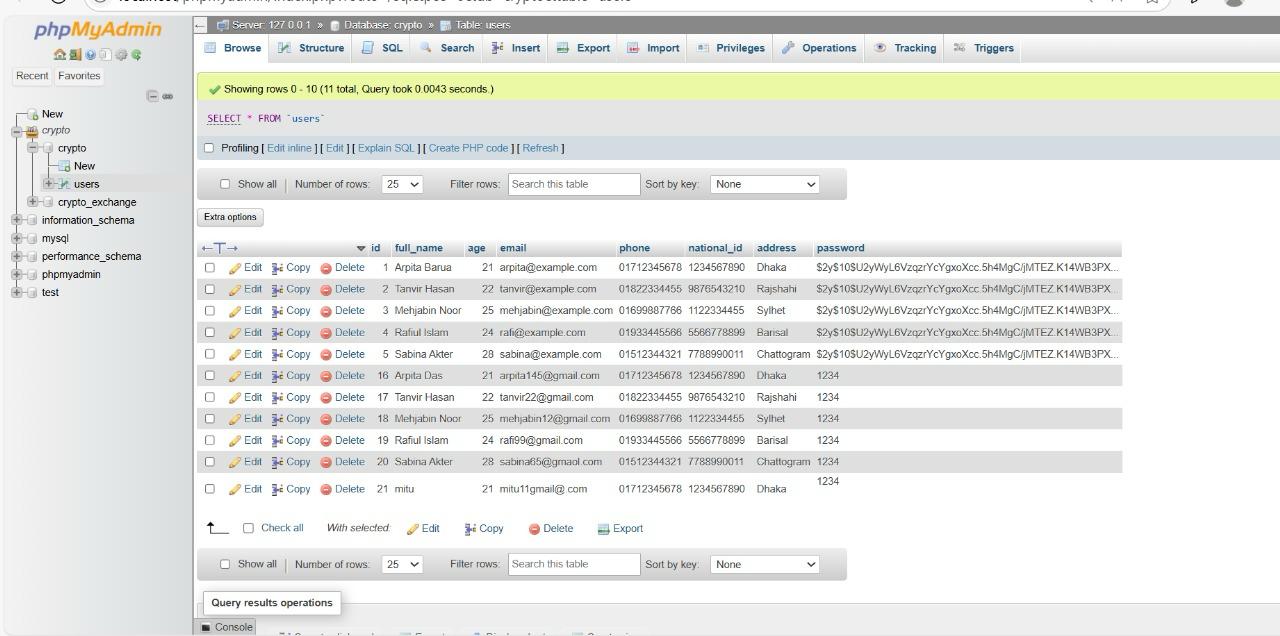 phpMyAdmin
Recent Favorites
New
crypto
crypto
New
users
crypto_exchange
information_schema
mysql
performance_schema
phpmyadmin
test
Server: 127.0.0.1 » Database: crypto » Table: users
Browse Structure SQL Search Insert Export Import Privileges Operations Tracking Triggers
Showing rows 0 - 10 (11 total, Query took 0.0043 seconds.)
SELECT * FROM `users`
Profiling [ Edit inline ] [ Edit ] [ Explain SQL ] [ Create PHP code ] [ Refresh ]
Show all Number of rows: 25 Filter rows: Search this table Sort by key: None
Extra options
←T→ id full_name age email phone national_id address password
Edit Copy Delete 1 Arpita Barua 21 arpita@example.com 01712345678 1234567890 Dhaka $2y$10$U2yWyL6VzqzrYcYgxoXcc.5h4MgC/jMTEZ.K14WB3PX...
Edit Copy Delete 2 Tanvir Hasan 22 tanvir@example.com 01822334455 9876543210 Rajshahi $2y$10$U2yWyL6VzqzrYcYgxoXcc.5h4MgC/jMTEZ.K14WB3PX...
Edit Copy Delete 3 Mehjabin Noor 25 mehjabin@example.com 01699887766 1122334455 Sylhet $2y$10$U2yWyL6VzqzrYcYgxoXcc.5h4MgC/jMTEZ.K14WB3PX...
Edit Copy Delete 4 Rafiul Islam 24 rafi@example.com 01933445566 5566778899 Barisal $2y$10$U2yWyL6VzqzrYcYgxoXcc.5h4MgC/jMTEZ.K14WB3PX...
Edit Copy Delete 5 Sabina Akter 28 sabina@example.com 01512344321 7788990011 Chattogram $2y$10$U2yWyL6VzqzrYcYgxoXcc.5h4MgC/jMTEZ.K14WB3PX...
Edit Copy Delete 16 Arpita Das 21 arpita145@gmail.com 01712345678 1234567890 Dhaka 1234
Edit Copy Delete 17 Tanvir Hasan 22 tanvir22@gmail.com 01822334455 9876543210 Rajshahi 1234
Edit Copy Delete 18 Mehjabin Noor 25 mehjabin12@gmail.com 01699887766 1122334455 Sylhet 1234
Edit Copy Delete 19 Rafiul Islam 24 rafi99@gmail.com 01933445566 5566778899 Barisal 1234
Edit Copy Delete 20 Sabina Akter 28 sabina65@gmaol.com 01512344321 7788990011 Chattogram 1234
Edit Copy Delete 21 mitu 21 mitu11gmail@.com 01712345678 1234567890 Dhaka 1234
Check all With selected: Edit Copy Delete Export
Show all Number of rows: 25 Filter rows: Search this table Sort by key: None
Query results operations
Console